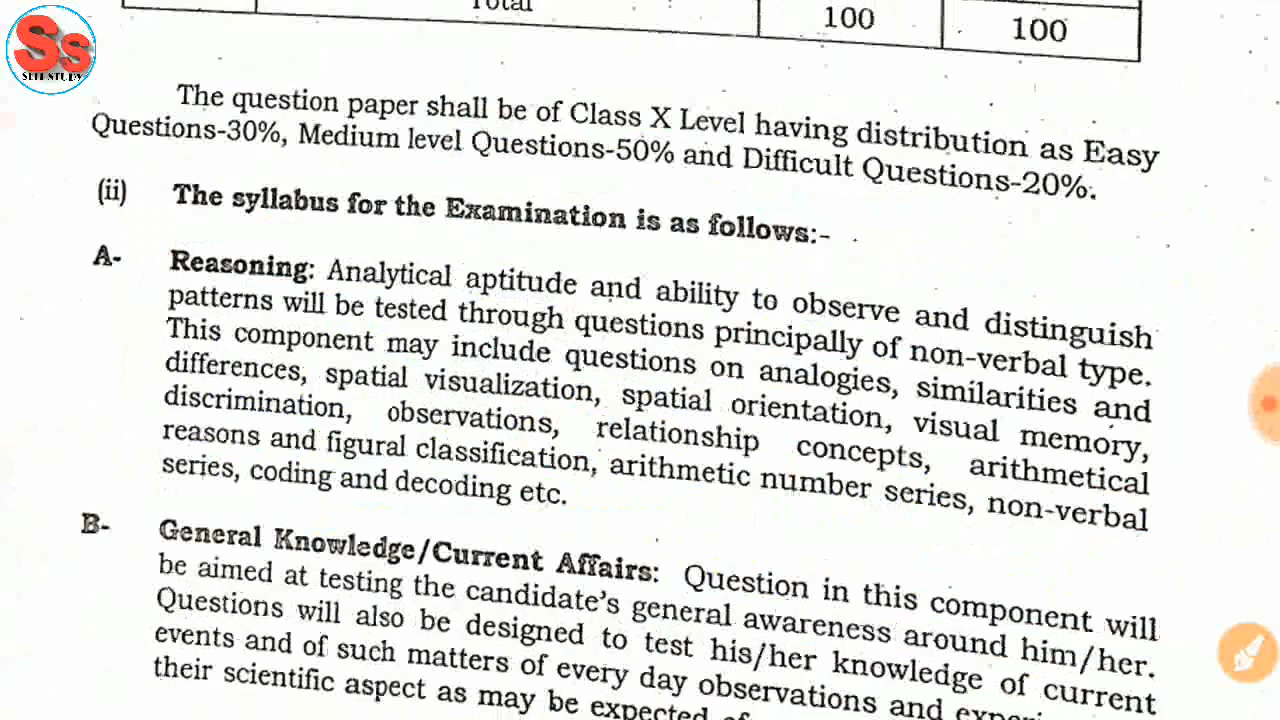 Ss
SELF STUDY
Total
100
100
The question paper shall be of Class X Level having distribution as Easy
Questions-30%, Medium level Questions-50% and Difficult Questions-20%.
(ii) The syllabus for the Examination is as follows:-
A- Reasoning: Analytical aptitude and ability to observe and distinguish
patterns will be tested through questions principally of non-verbal type.
This component may include questions on analogies, similarities and
differences, spatial visualization, spatial orientation, visual memory,
discrimination, observations, relationship concepts, arithmetical
reasons and figural classification, arithmetic number series, non-verbal
series, coding and decoding etc.
B- General Knowledge/Current Affairs: Question in this component will
be aimed at testing the candidate's general awareness around him/her.
Questions will also be designed to test his/her knowledge of current
events and of such matters of every day observations and
their scientific aspect as may be expected of